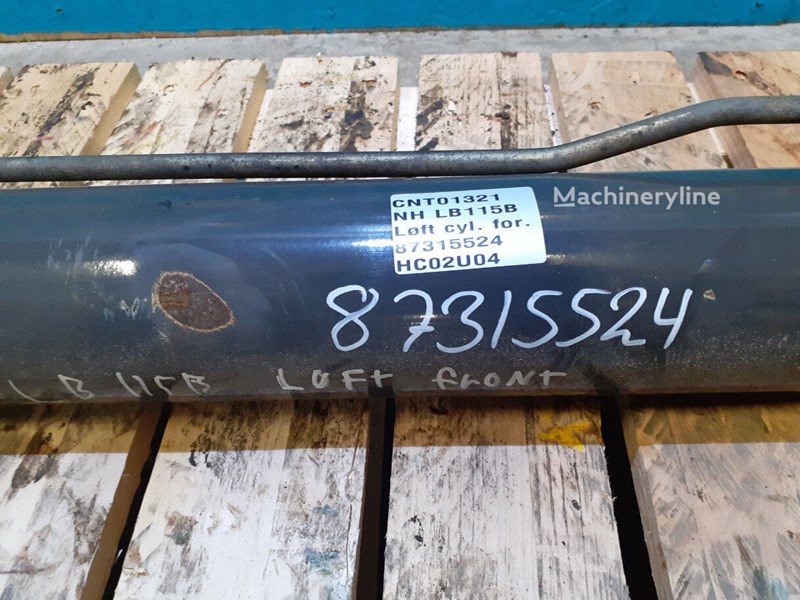 Machineryline
CNT01321
NH LB115B
Løft cyl. for.
87315524
HC02U04
87315524
LB 115B LØFT FRONT